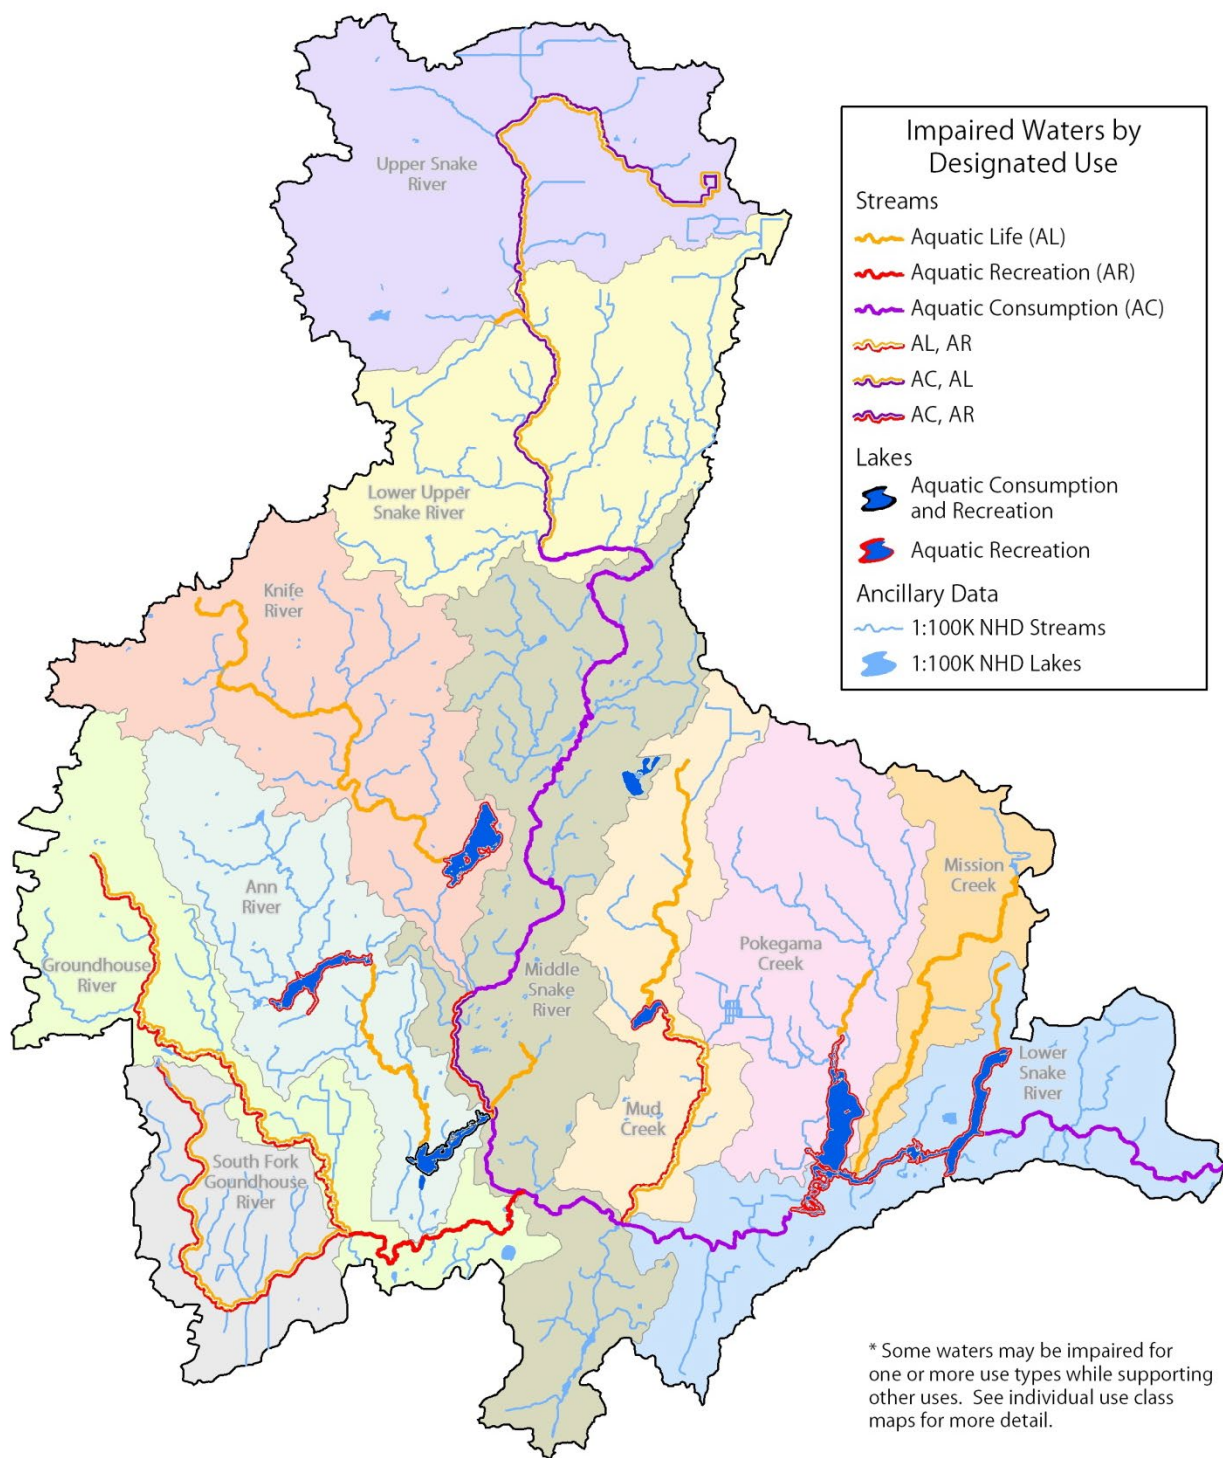 Upper Snake
River
Lower Upper
Snake River
Knife
River
Ann
River
Groundhouse
River
Middle
Snake
River
Pokegama
Creek
Mission
Creek
Lower
Snake
River
Mud
Creek
South Fork
Goundhouse
River
Impaired Waters by
Designated Use
Streams
Aquatic Life (AL)
Aquatic Recreation (AR)
Aquatic Consumption (AC)
AL, AR
AC, AL
AC, AR
Lakes
Aquatic Consumption
and Recreation
Aquatic Recreation
Ancillary Data
1:100K NHD Streams
1:100K NHD Lakes
* Some waters may be impaired for
one or more use types while supporting
other uses. See individual use class
maps for more detail.